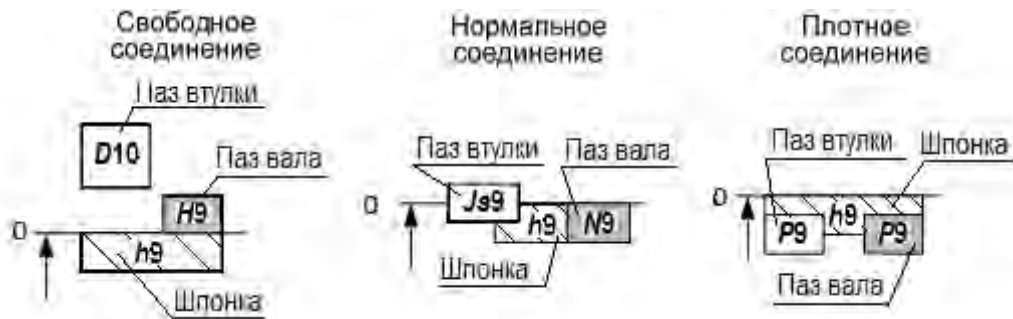 Свободное
соединение
Паз втулки
D10
Паз вала
H9
0
h9
Шпонка
Нормальное
соединение
Паз втулки
Паз вала
0
Js9
h9
N9
Шпонка
Плотное
соединение
Паз втулки
Шпонка
0
h9
P9
P9
Паз вала